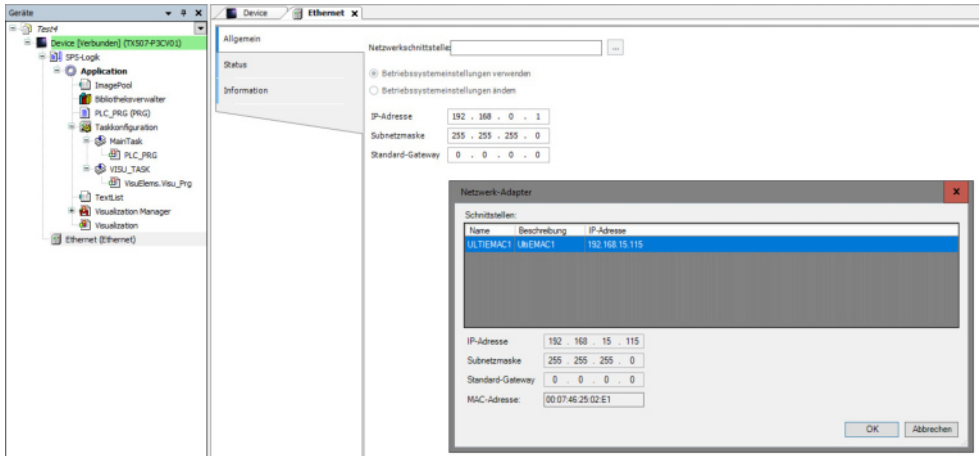 Geräte
Test4
Device [Verbunden] (TX507-P3CV01)
SPS-Logik
Application
ImagePool
Bibliotheksverwalter
PLC_PRG (PRG)
Taskkonfiguration
MainTask
PLC_PRG
VISU_TASK
VisuElems.Visu_Prg
TextList
Visualization Manager
Visualization
Ethernet (Ethernet)
Device
Ethernet x
Allgemein
Status
Information
Netzwerkschnittstelle: ...
Betriebssystemeinstellungen verwenden
Betriebssystemeinstellungen ändern
IP-Adresse 192 . 168 . 0 . 1
Subnetzmaske 255 . 255 . 255 . 0
Standard-Gateway 0 . 0 . 0 . 0
Netzwerk-Adapter x
Schnittstellen:
Name Beschreibung IP-Adresse
ULTIEMAC1 UltiEMAC1 192.168.15.115
IP-Adresse 192 . 168 . 15 . 115
Subnetzmaske 255 . 255 . 255 . 0
Standard-Gateway 0 . 0 . 0 . 0
MAC-Adresse: 00:07:46:25:02:E1
OK Abbrechen